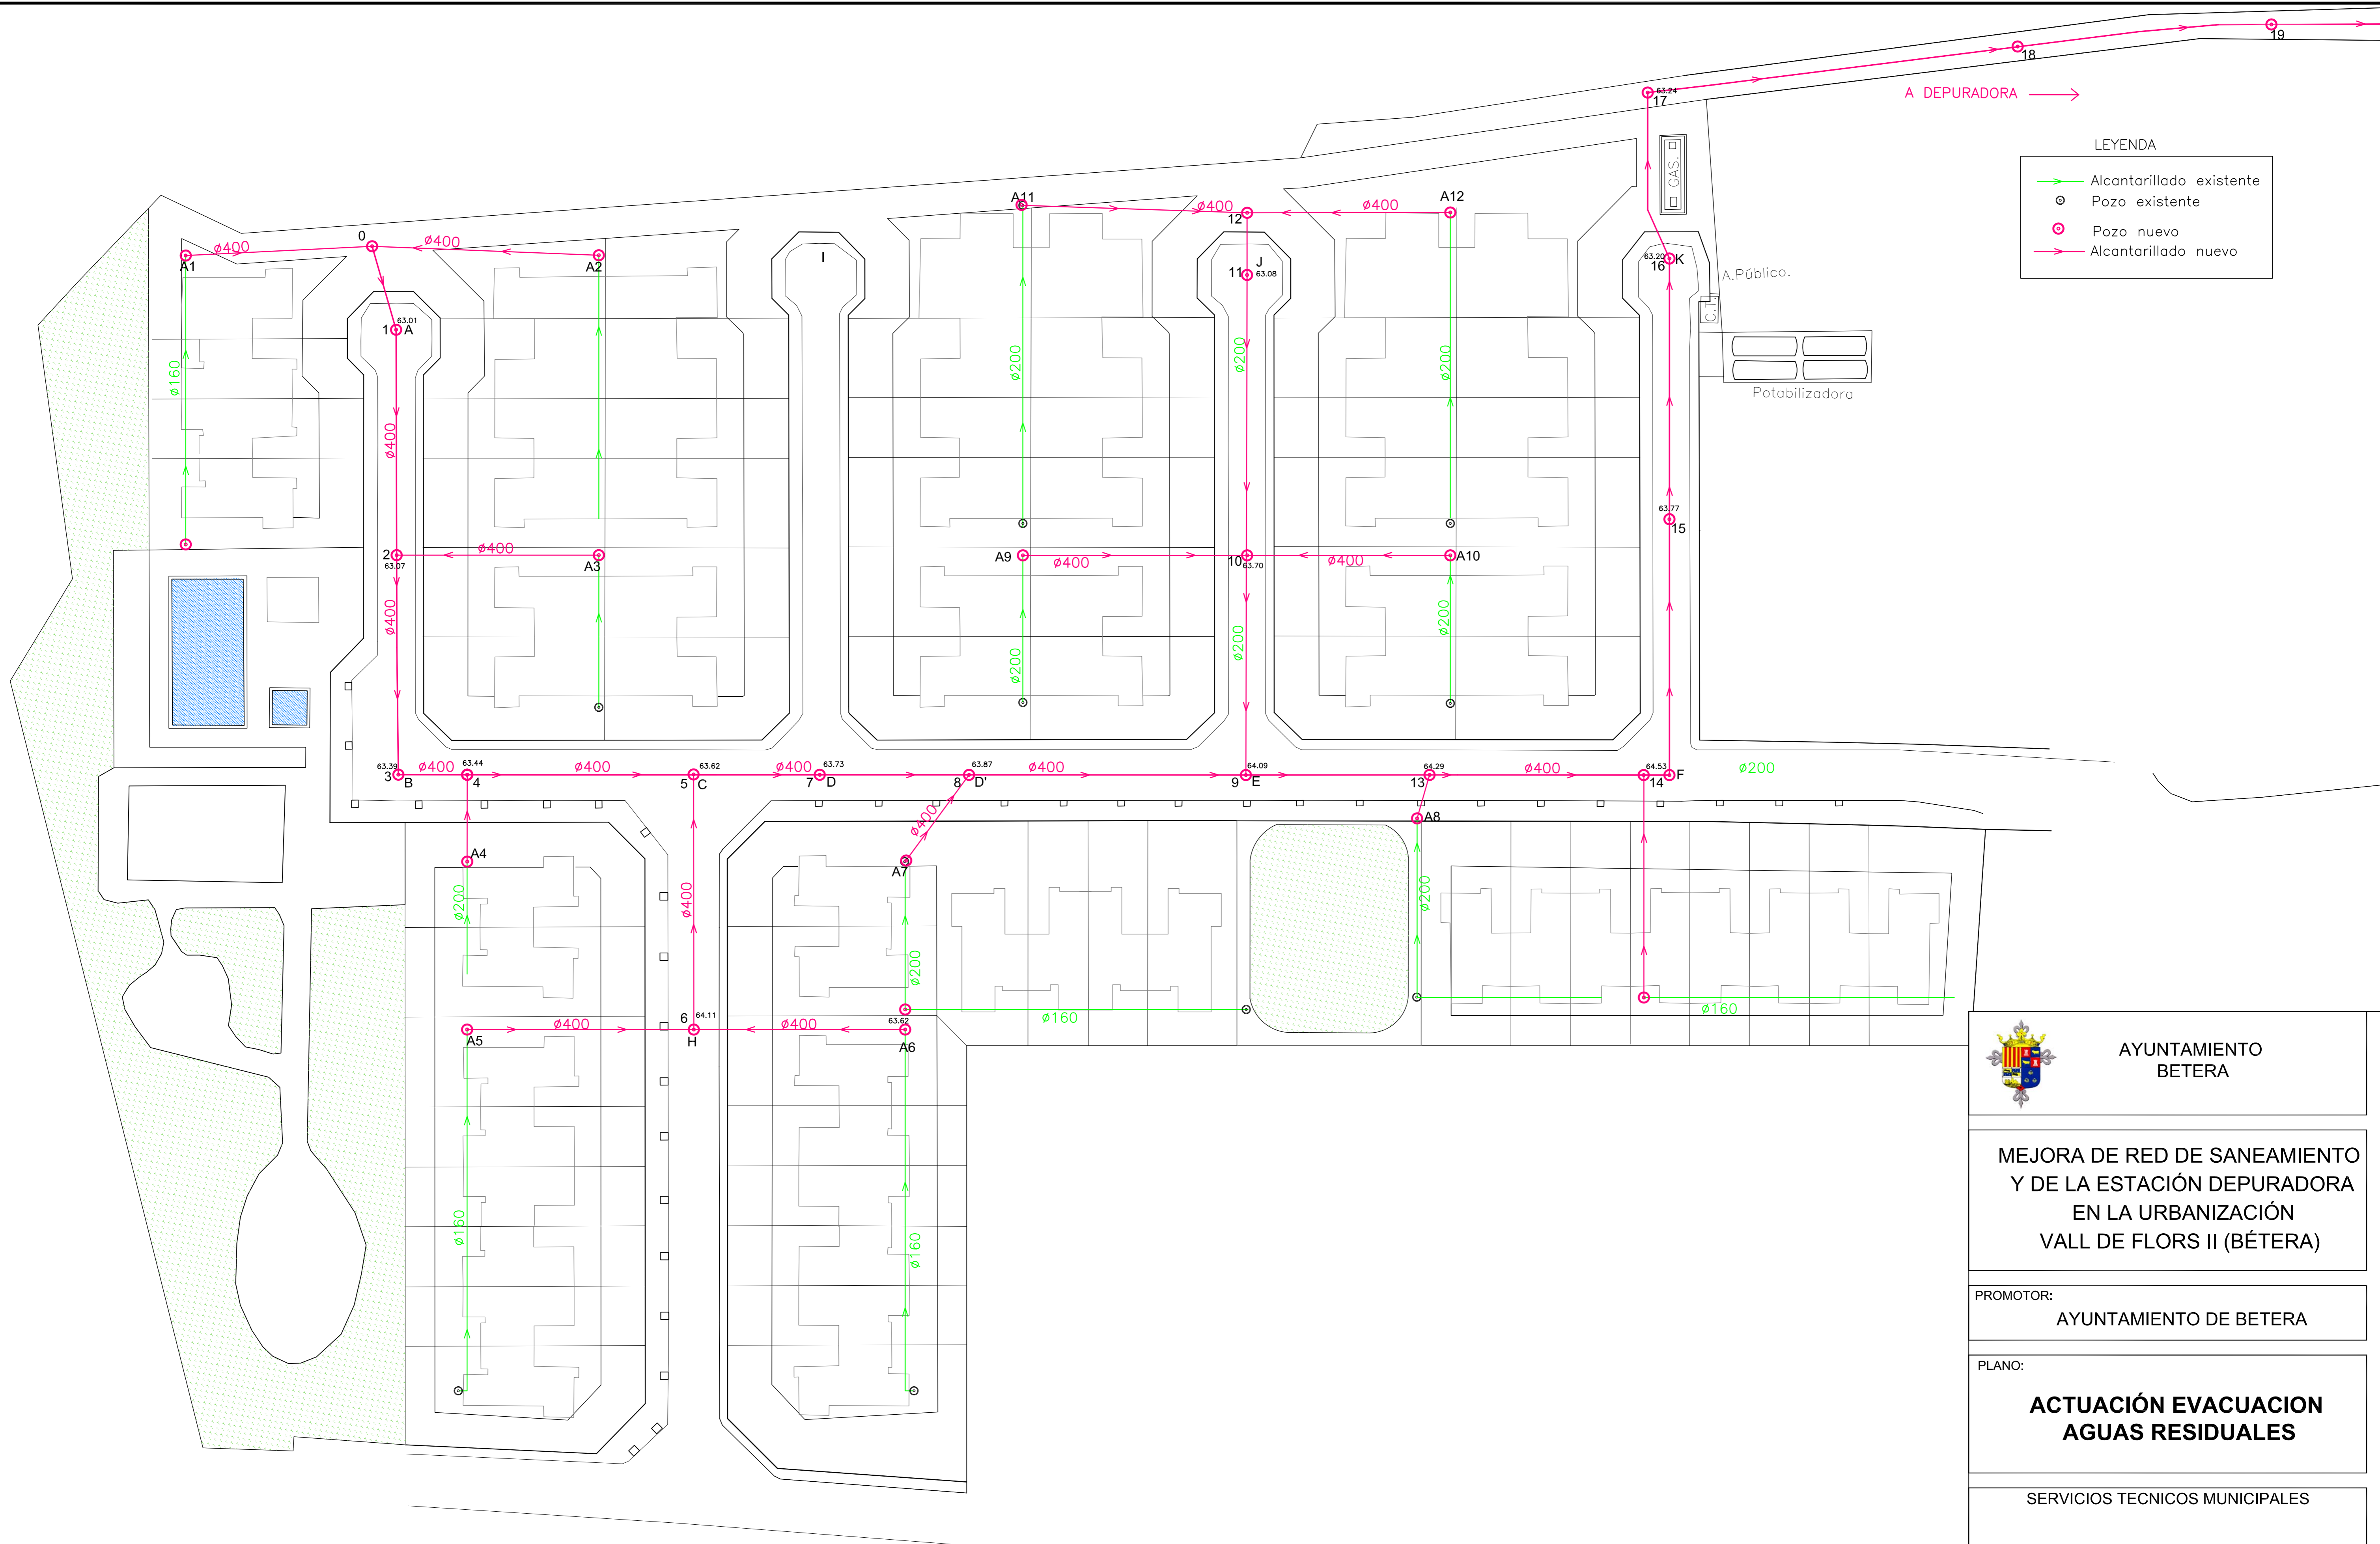 19
18
63.24
17
A DEPURADORA
LEYENDA
Alcantarillado existente
Pozo existente
Pozo nuevo
Alcantarillado nuevo
GAS.
A11
ø400
12
ø400
A12
0
ø400
ø400
A1
A2
I
J
11
63.08
63.20
16
K
A.Público.
C.T.
63.01
1
A
ø160
ø200
ø200
ø200
Potabilizadora
ø400
63.77
15
2
63.07
ø400
A3
A9
ø400
10
63.70
ø400
A10
ø400
ø200
ø200
ø200
63.39
3
B
ø400
63.44
4
ø400
63.62
5
C
ø400
63.73
7
D
63.87
8
D'
ø400
64.09
9
E
64.29
13
ø400
64.53
14
F
ø200
ø400
A8
A4
A7
ø200
ø400
ø200
ø200
ø160
ø160
A5
ø400
6
64.11
H
ø400
63.62
A6
ø160
ø160
AYUNTAMIENTO
BETERA
MEJORA DE RED DE SANEAMIENTO
Y DE LA ESTACIÓN DEPURADORA
EN LA URBANIZACIÓN
VALL DE FLORS II (BÉTERA)
PROMOTOR:
AYUNTAMIENTO DE BETERA
PLANO:
ACTUACIÓN EVACUACION
AGUAS RESIDUALES
SERVICIOS TECNICOS MUNICIPALES